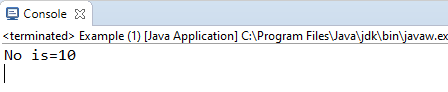 Console
<terminated> Example (1) [Java Application] C:\Program Files\Java\jdk\bin\javaw.ex
No is=10